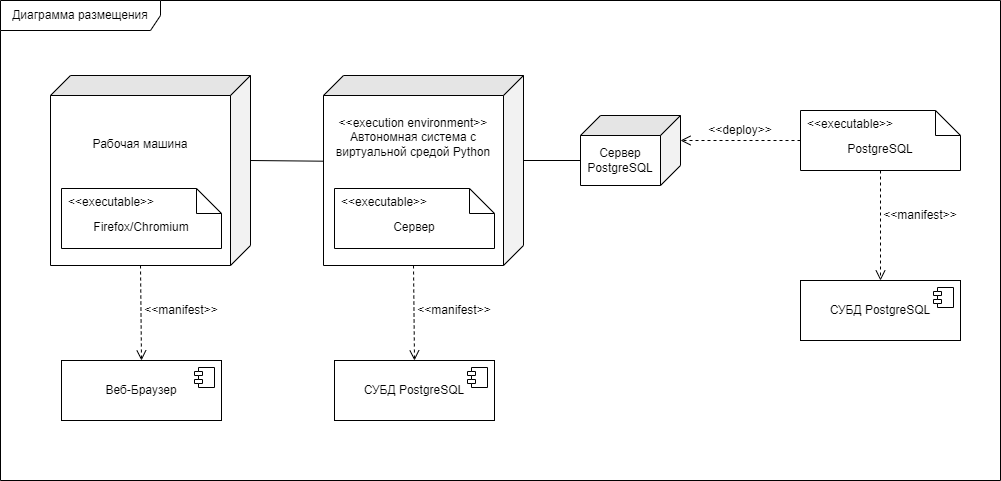 Диаграмма размещения
Рабочая машина
<<executable>>
Firefox/Chromium
<<manifest>>
Веб-Браузер
<<execution environment>>
Автономная система с
виртуальной средой Python
<<executable>>
Сервер
<<manifest>>
СУБД PostgreSQL
Сервер
PostgreSQL
<<deploy>>
<<executable>>
PostgreSQL
<<manifest>>
СУБД PostgreSQL